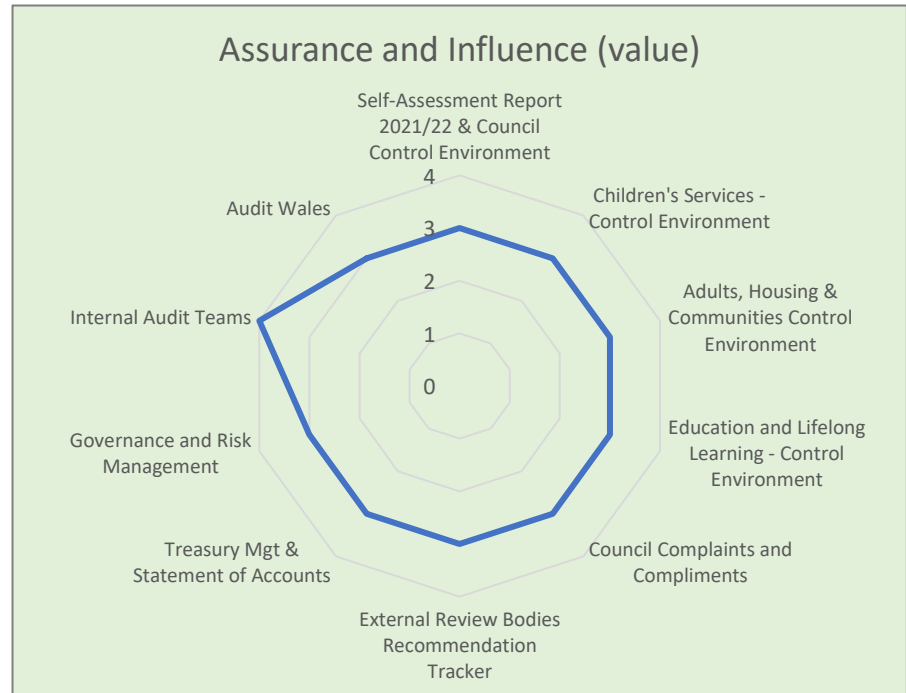 Assurance and Influence (value)
Self-Assessment Report
2021/22 & Council
Control Environment
Children's Services -
Control Environment
Adults, Housing &
Communities Control
Environment
Education and Lifelong
Learning - Control
Environment
Council Complaints and
Compliments
External Review Bodies
Recommendation
Tracker
Treasury Mgt &
Statement of Accounts
Governance and Risk
Management
Internal Audit Teams
Audit Wales
4
3
2
1
0